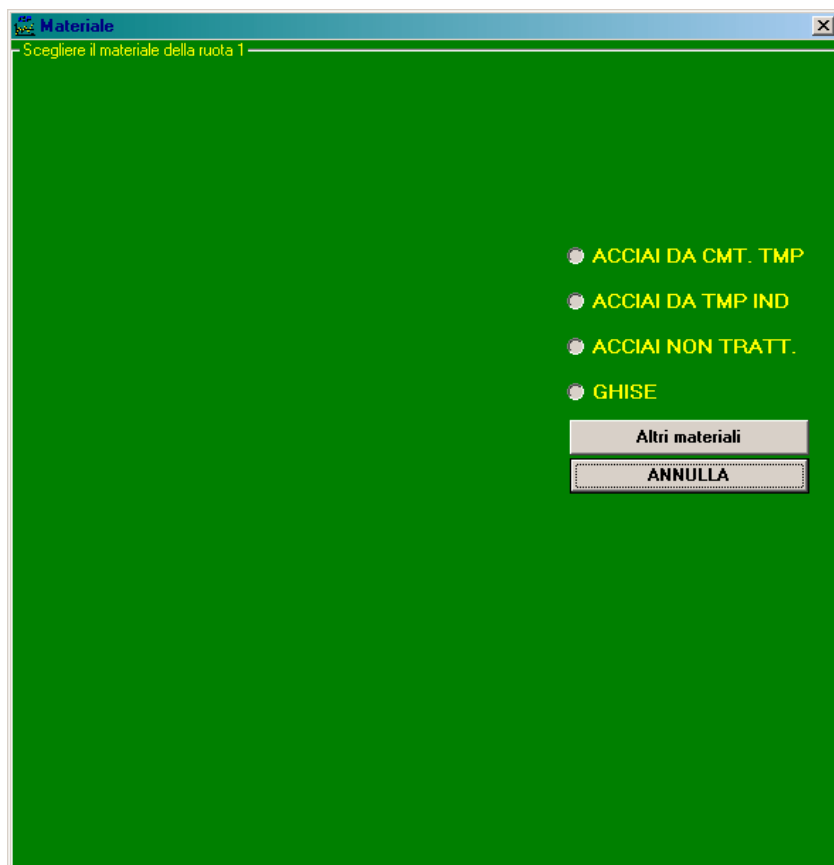 Materiale
Scegliere il materiale della ruota 1
ACCIAI DA CMT. TMP
ACCIAI DA TMP IND
ACCIAI NON TRATT.
GHISE
Altri materiali
ANNULLA